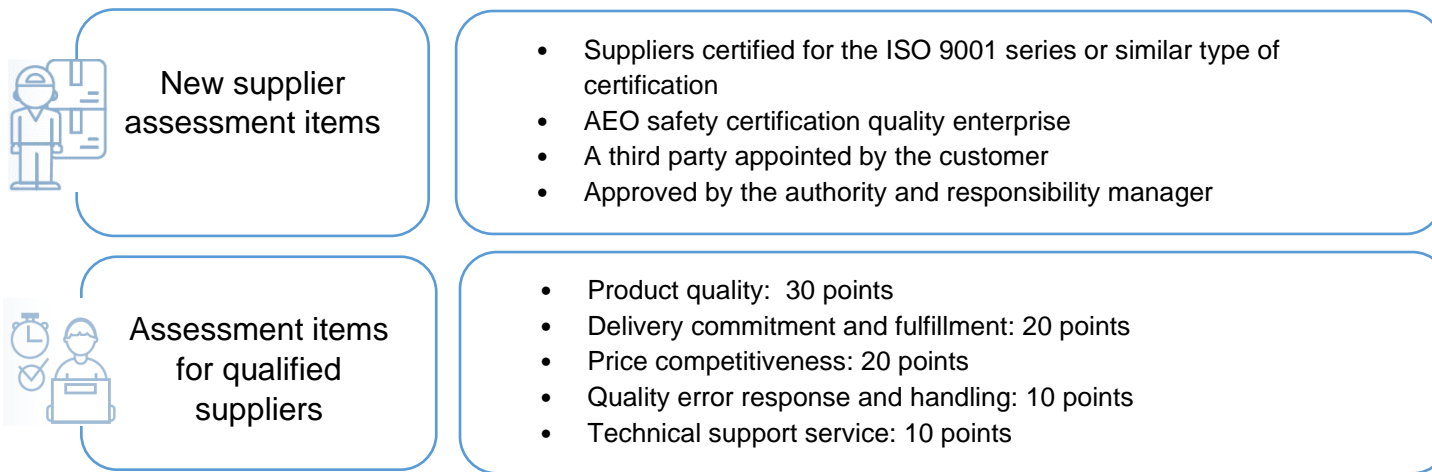 New supplier
assessment items
• Suppliers certified for the ISO 9001 series or similar type of
certification
• AEO safety certification quality enterprise
• A third party appointed by the customer
• Approved by the authority and responsibility manager
Assessment items
for qualified
suppliers
• Product quality:  30 points
• Delivery commitment and fulfillment: 20 points
• Price competitiveness: 20 points
• Quality error response and handling: 10 points
• Technical support service: 10 points